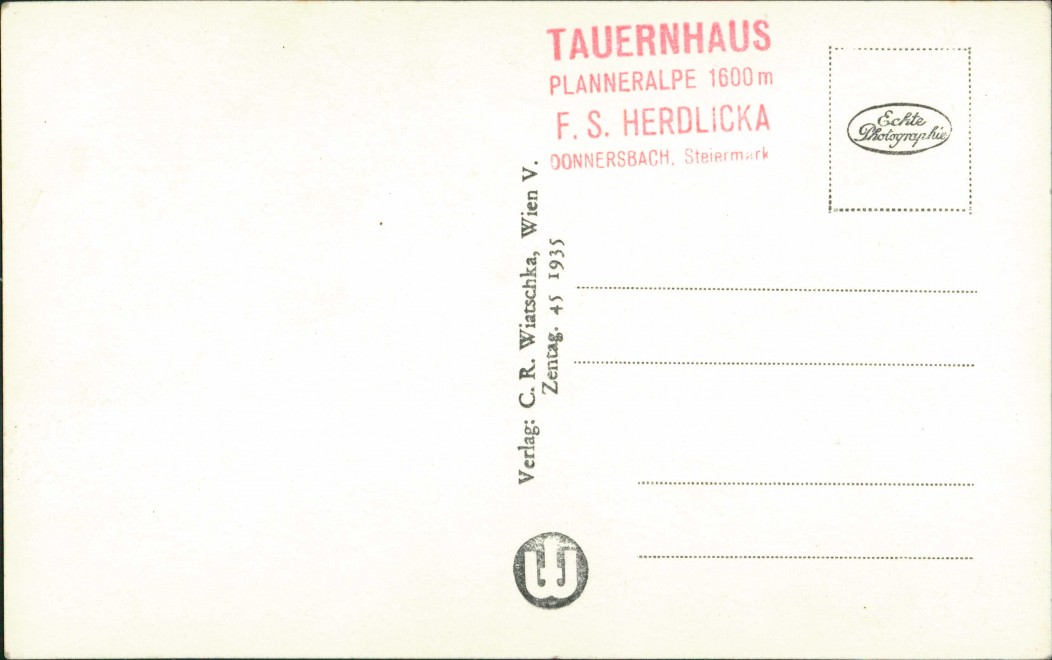 TAUERNHAUS
PLANNERALPE 1600 m
F. S. HERDLICKA
DONNERSBACH, Steiermark
Echte
Photographie
Verlag: C. R. Wiatschka, Wien V.
Zentag. 45 1935
W